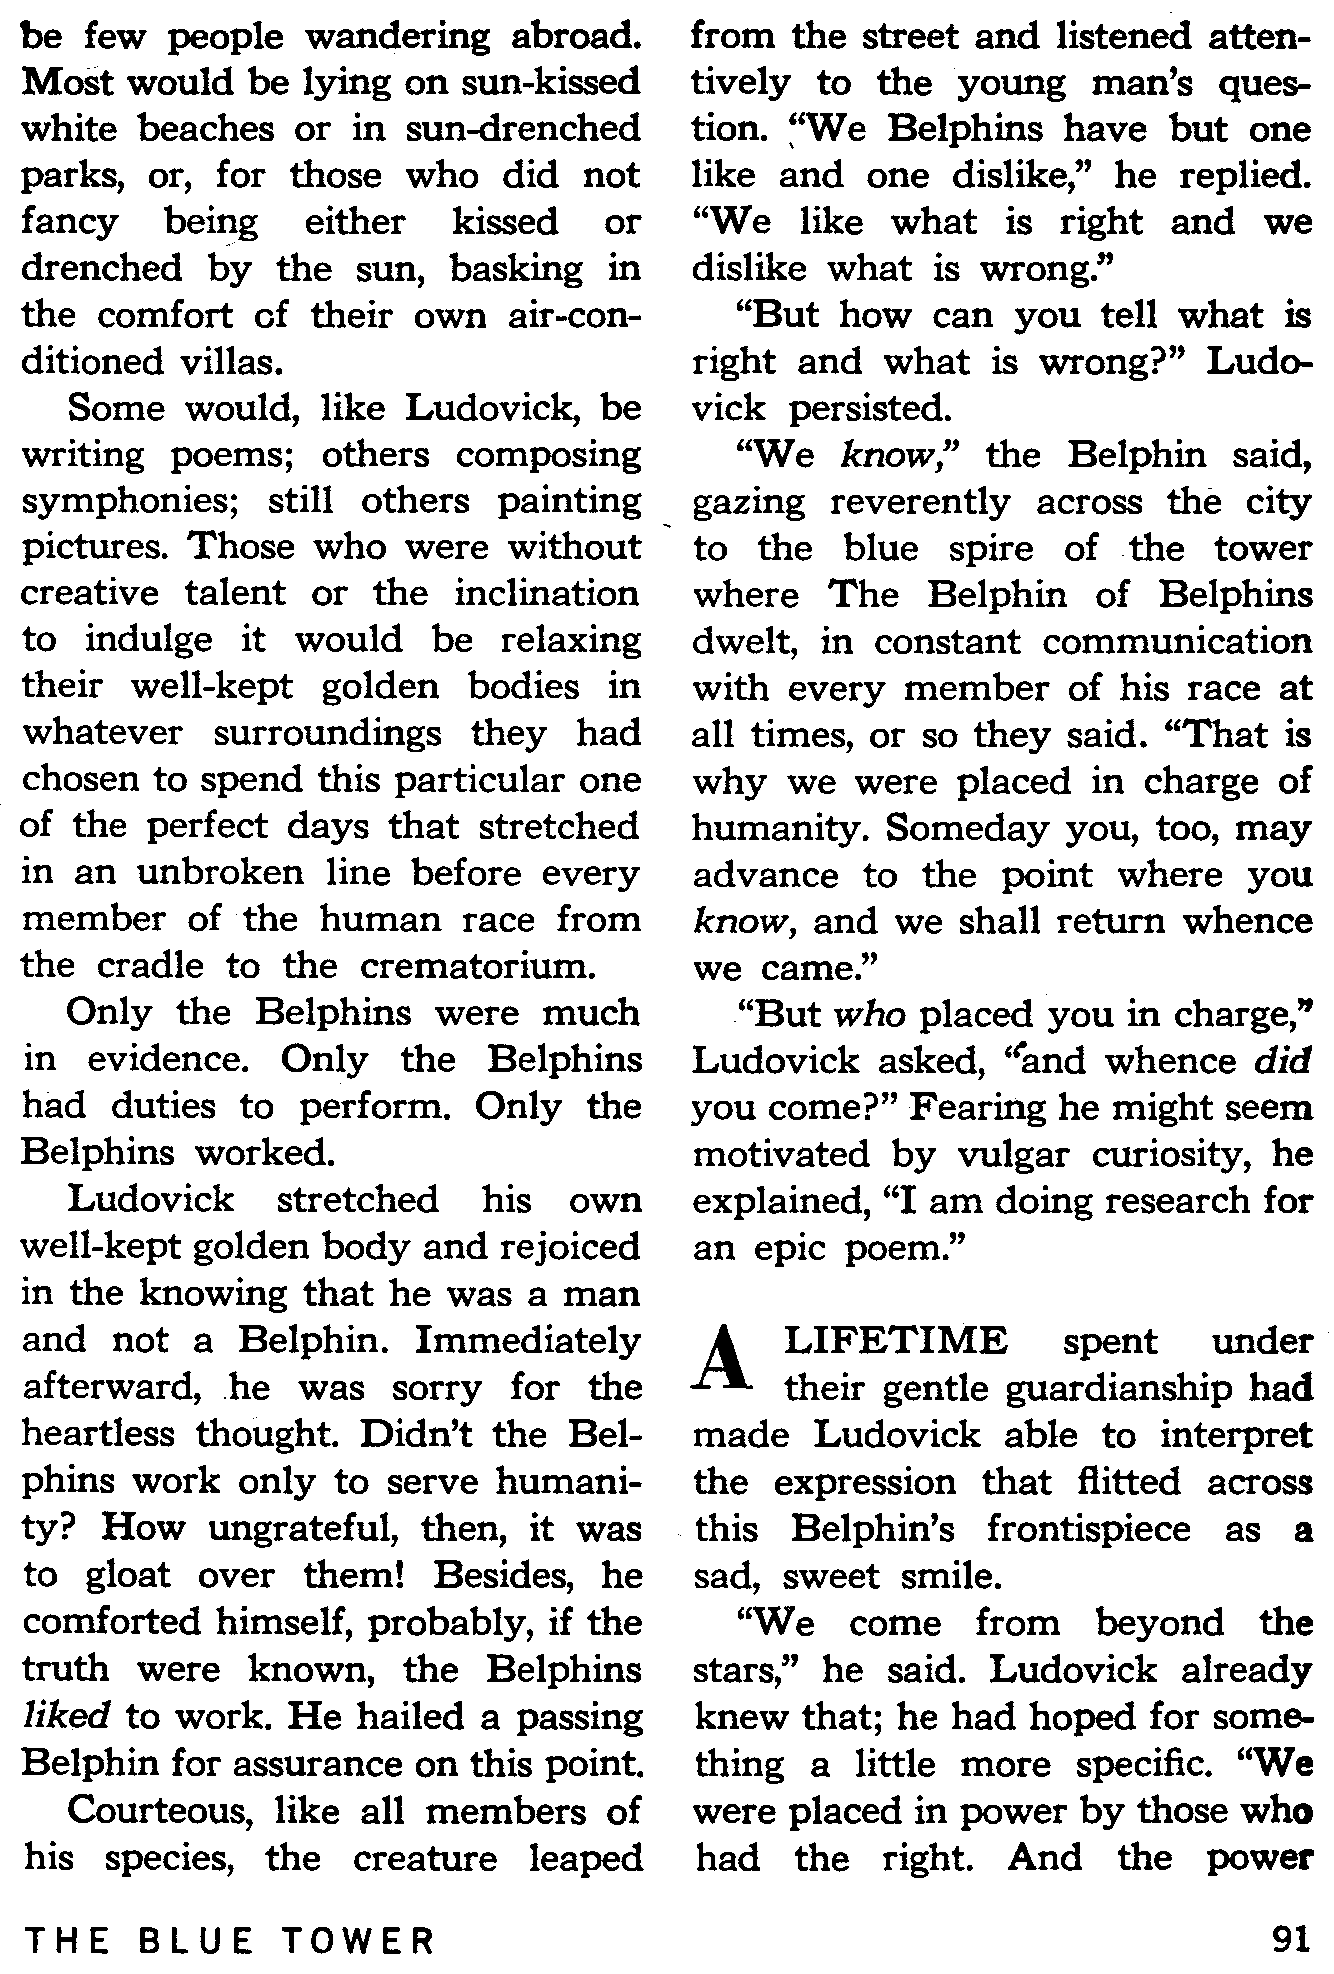 be few people wandering abroad.
Most would be lying on sun-kissed
white beaches or in sun-drenched
parks, or, for those who did not
fancy being either kissed or
drenched by the sun, basking in
the comfort of their own air-con-
ditioned villas.
Some would, like Ludovick, be
writing poems; others composing
symphonies; still others painting
pictures. Those who were without
creative talent or the inclination
to indulge it would be relaxing
their well-kept golden bodies in
whatever surroundings they had
chosen to spend this particular one
of the perfect days that stretched
in an unbroken line before every
member of the human race from
the cradle to the crematorium.
Only the Belphins were much
in evidence. Only the Belphins
had duties to perform. Only the
Belphins worked.
Ludovick stretched his own
well-kept golden body and rejoiced
in the knowing that he was a man
and not a Belphin. Immediately
afterward, he was sorry for the
heartless thought. Didn't the Bel-
phins work only to serve humani-
ty? How ungrateful, then, it was
to gloat over them! Besides, he
comforted himself, probably, if the
truth were known, the Belphins
liked to work. He hailed a passing
Belphin for assurance on this point.
Courteous, like all members of
his species, the creature leaped
from the street and listened atten-
tively to the young man's ques-
tion. “We Belphins have but one
like and one dislike,” he replied.
“We like what is right and we
dislike what is wrong.”
“But how can you tell what is
right and what is wrong?” Ludo-
vick persisted.
“We know,” the Belphin said,
gazing reverently across the city
to the blue spire of the tower
where The Belphin of Belphins
dwelt, in constant communication
with every member of his race at
all times, or so they said. “That is
why we were placed in charge of
humanity. Someday you, too, may
advance to the point where you
know, and we shall return whence
we came.”
“But who placed you in charge,”
Ludovick asked, “and whence did
you come?” Fearing he might seem
motivated by vulgar curiosity, he
explained, “I am doing research for
an epic poem.”
A LIFETIME spent under
their gentle guardianship had
made Ludovick able to interpret
the expression that flitted across
this Belphin's frontispiece as a
sad, sweet smile.
“We come from beyond the
stars,” he said. Ludovick already
knew that; he had hoped for some-
thing a little more specific. “We
were placed in power by those who
had the right. And the power
THE BLUE TOWER 91